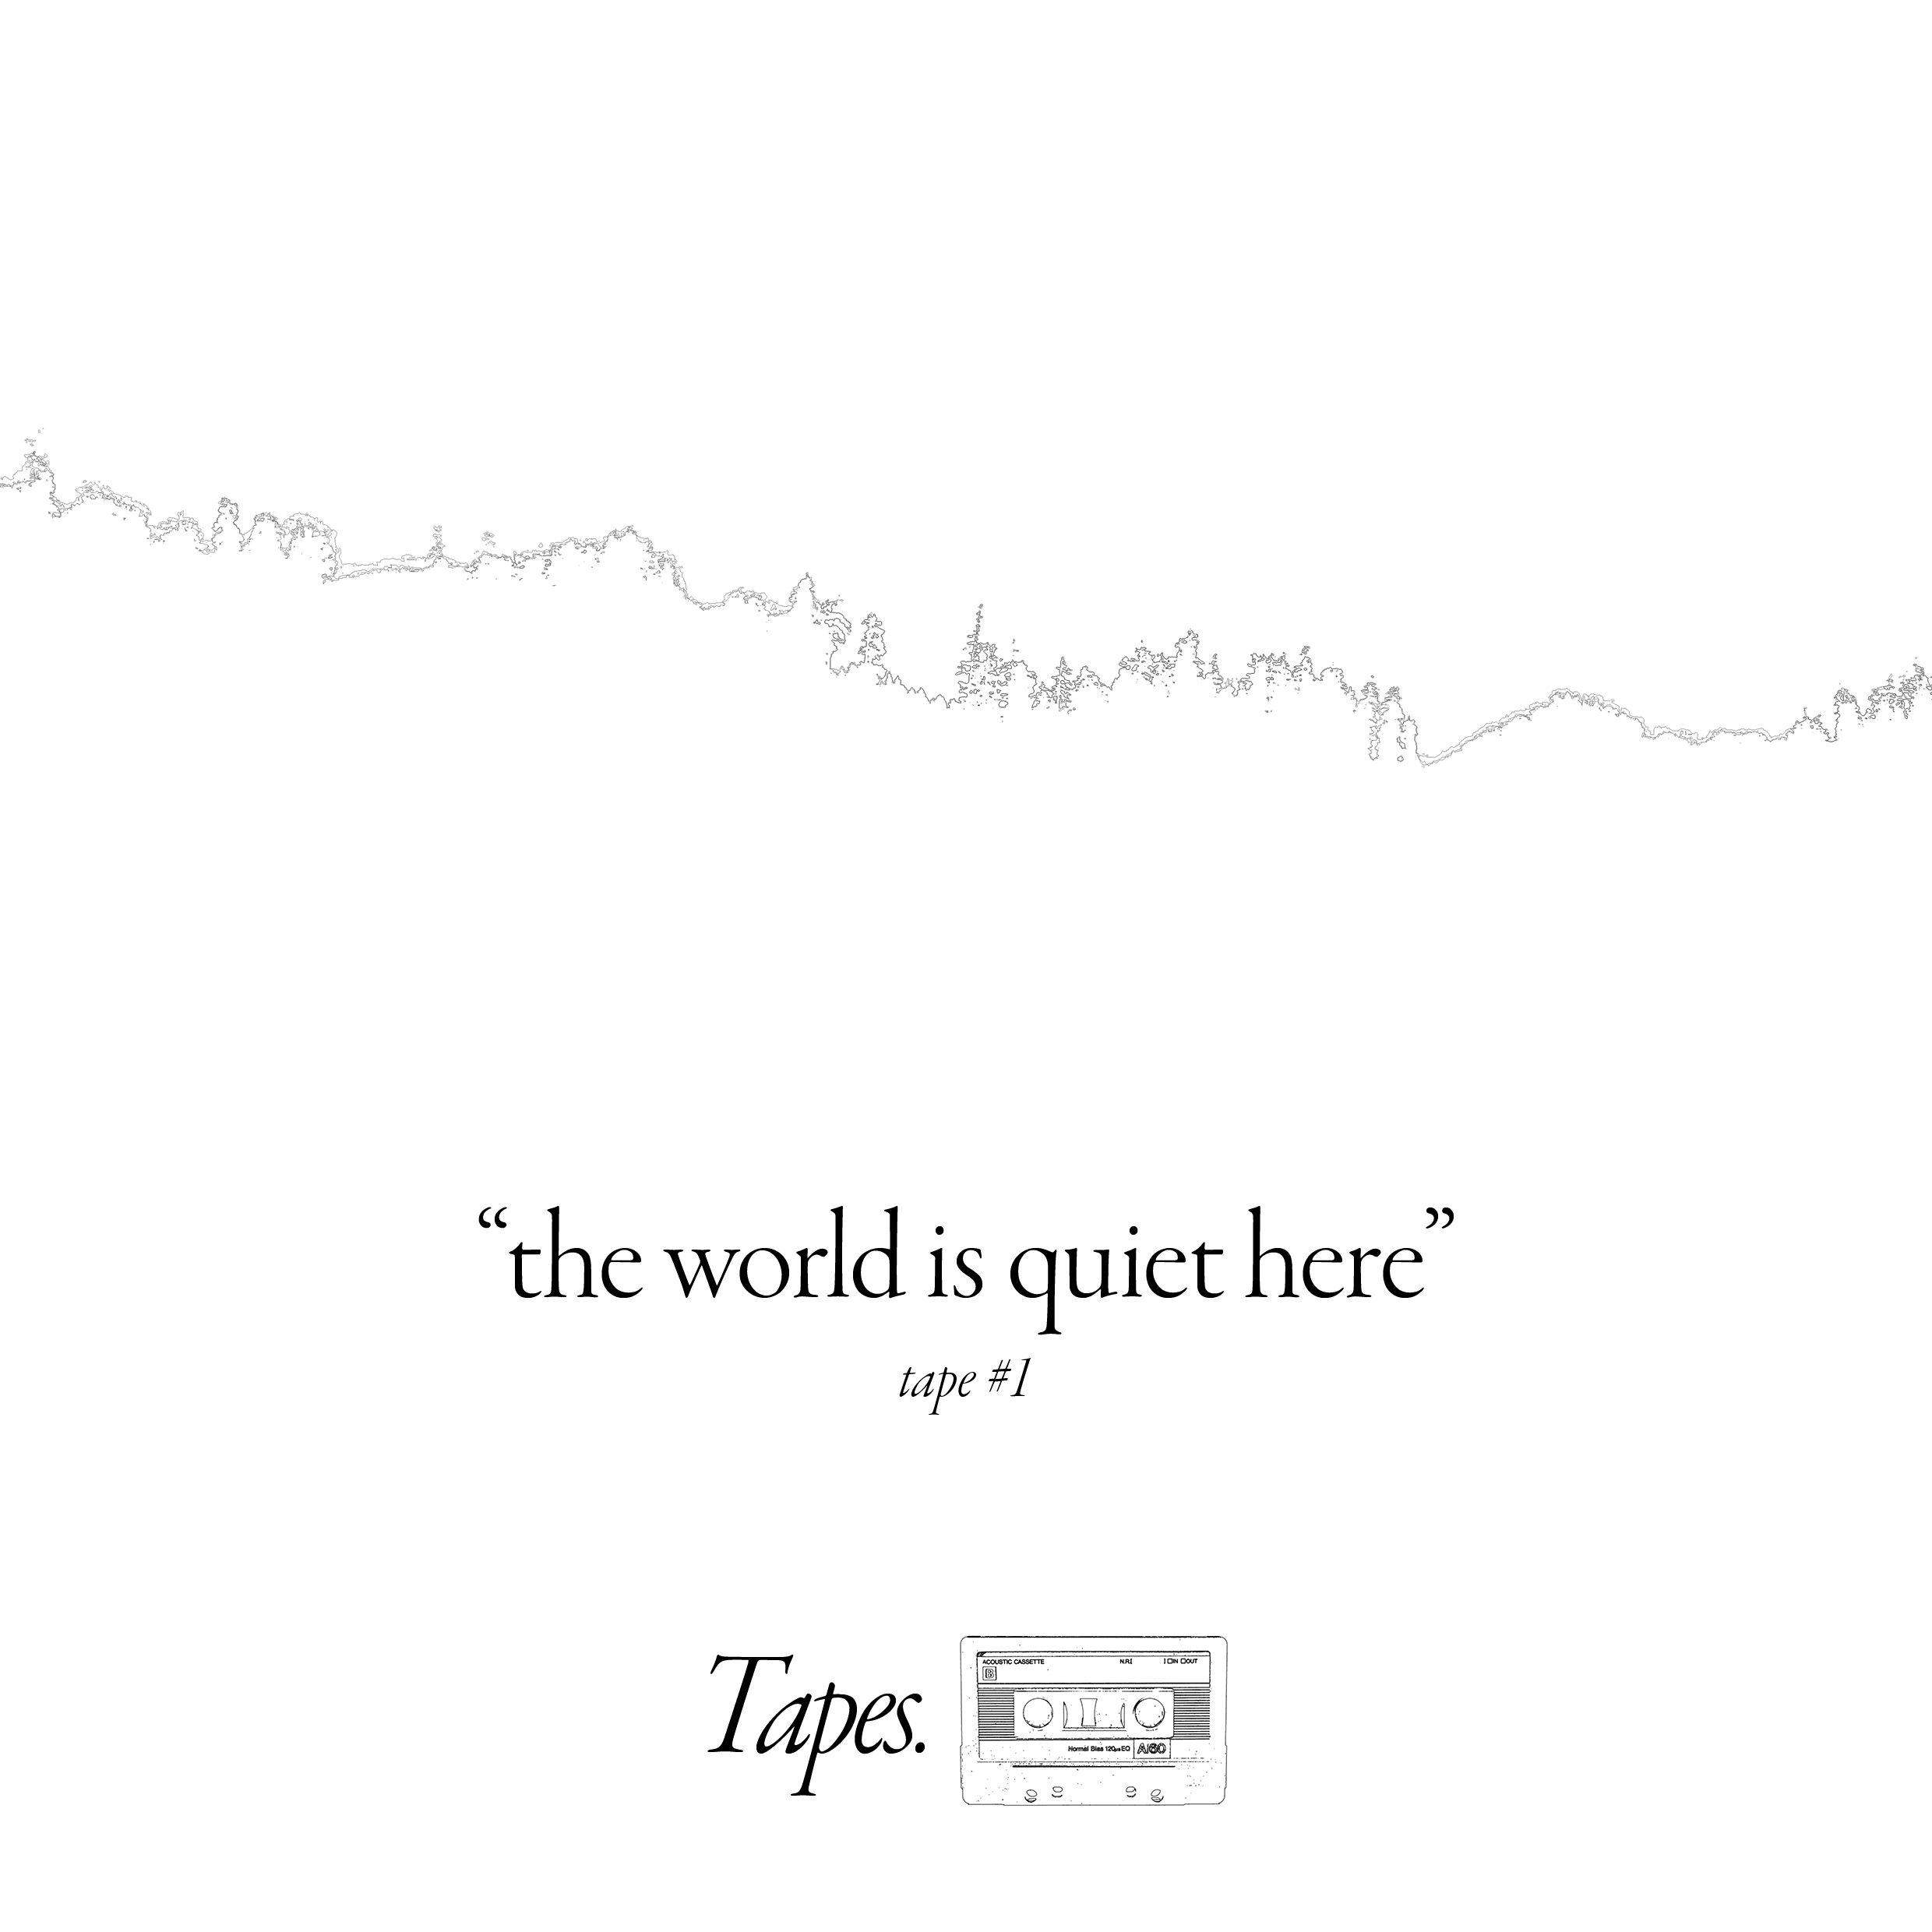 “the world is quiet here”
tape #1
Tapes.
ACOUSTIC CASSETTE N.R. I IN OUT
B
Normal Bias 120µs EQ A/60